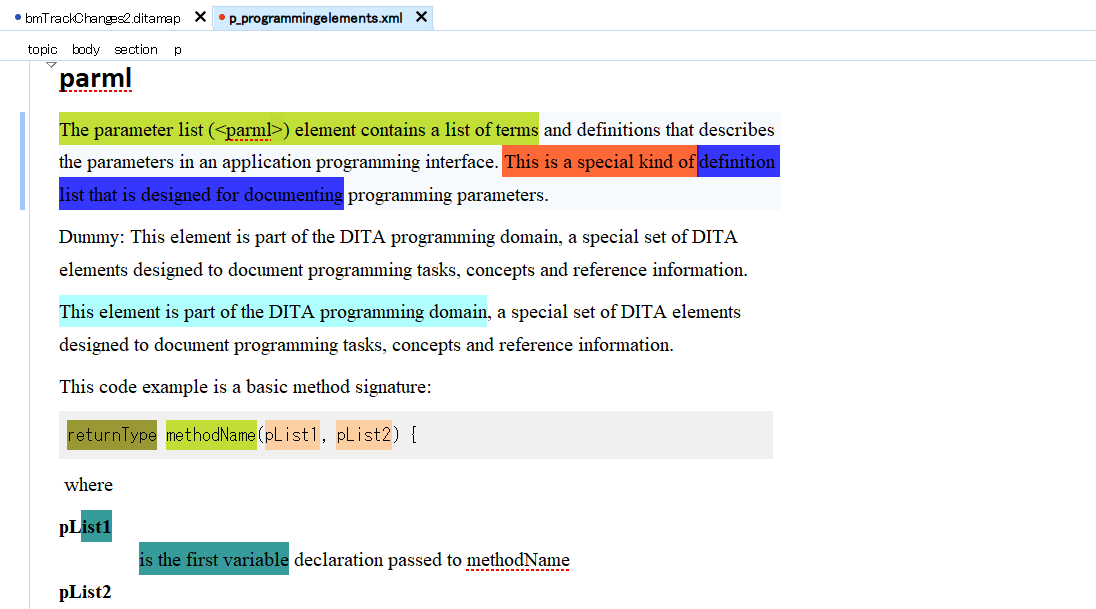 bmTrackChanges2.ditamap p_programmingelements.xml
topic body section p
parml
The parameter list (<parml>) element contains a list of terms and definitions that describes
the parameters in an application programming interface. This is a special kind of definition
list that is designed for documenting programming parameters.
Dummy: This element is part of the DITA programming domain, a special set of DITA
elements designed to document programming tasks, concepts and reference information.
This element is part of the DITA programming domain, a special set of DITA elements
designed to document programming tasks, concepts and reference information.
This code example is a basic method signature:
returnType methodName(pList1, pList2) {
where
pList1
is the first variable declaration passed to methodName
pList2